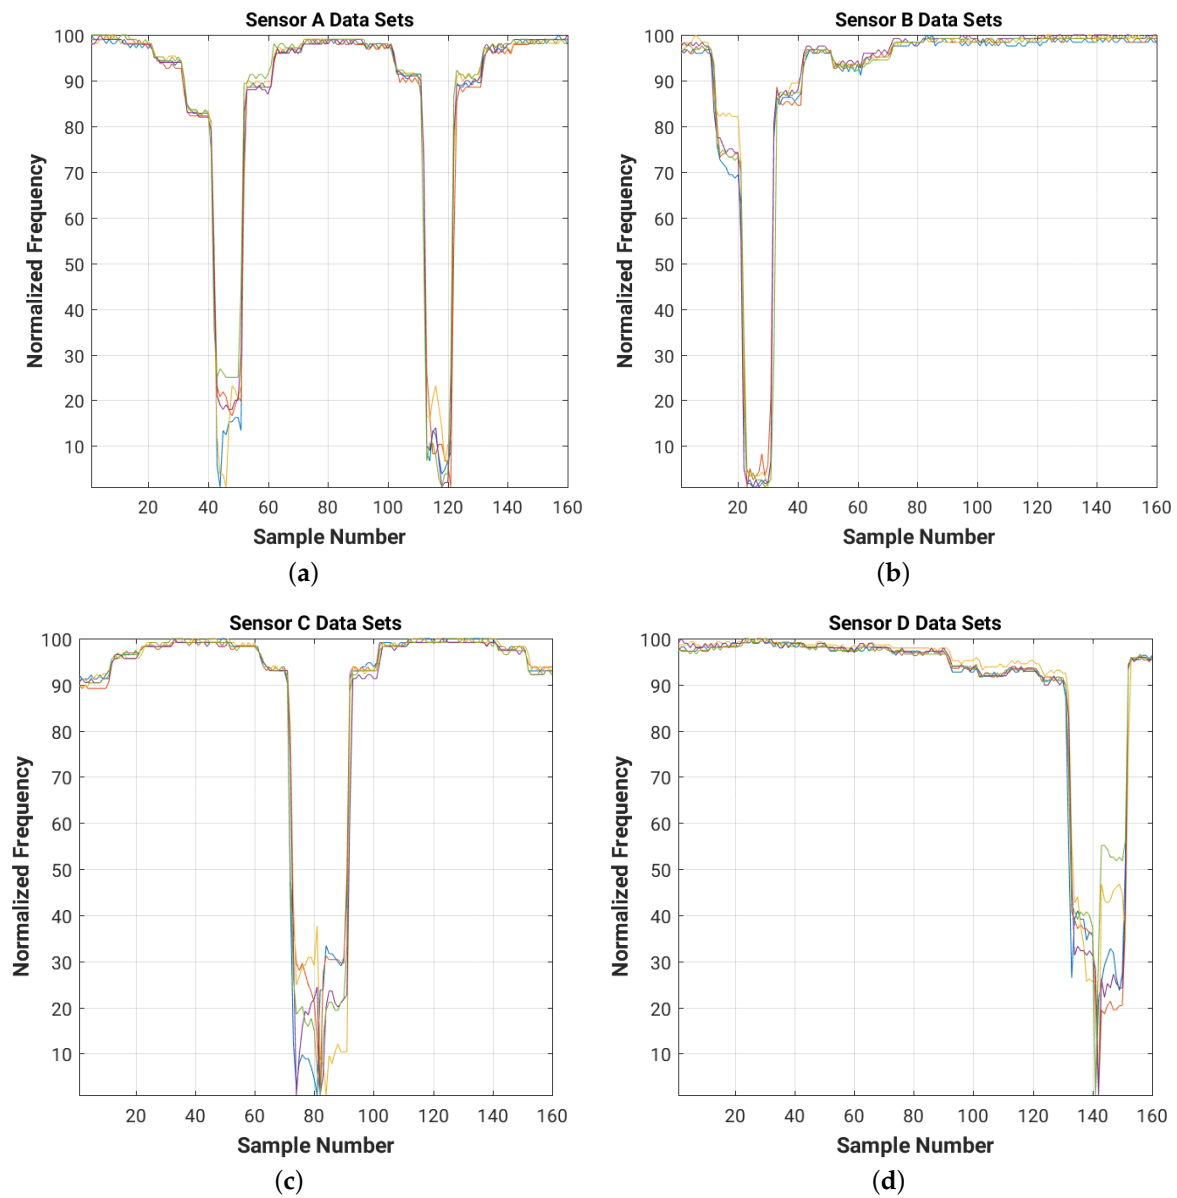 Sensor A Data Sets
Normalized Frequency
100
90
80
70
60
50
40
30
20
10
20 40 60 80 100 120 140 160
Sample Number
(a)
Sensor B Data Sets
Normalized Frequency
100
90
80
70
60
50
40
30
20
10
20 40 60 80 100 120 140 160
Sample Number
(b)
Sensor C Data Sets
Normalized Frequency
100
90
80
70
60
50
40
30
20
10
20 40 60 80 100 120 140 160
Sample Number
(c)
Sensor D Data Sets
Normalized Frequency
100
90
80
70
60
50
40
30
20
10
20 40 60 80 100 120 140 160
Sample Number
(d)